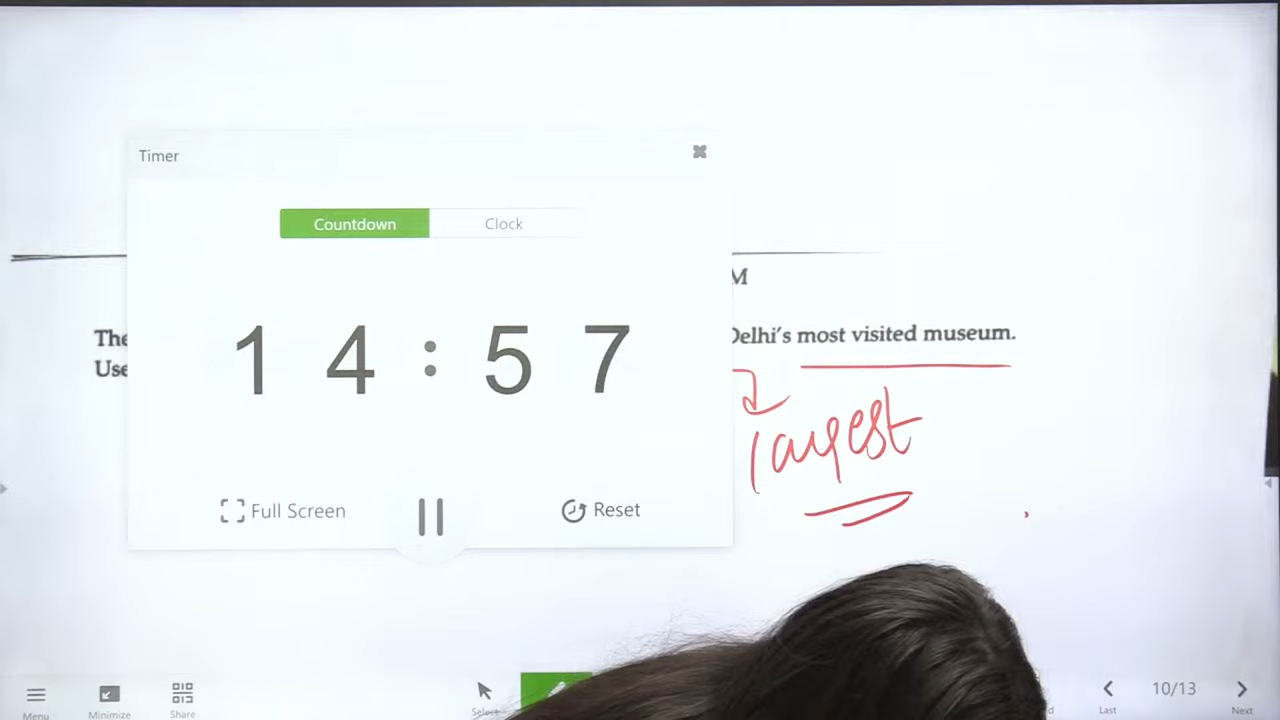 Timer
Countdown Clock
M
The
Delhi's most visited museum.
Use
14:57
largest
Full Screen
Reset
Menu
Minimize
Share
Select
Last
10/13
Next